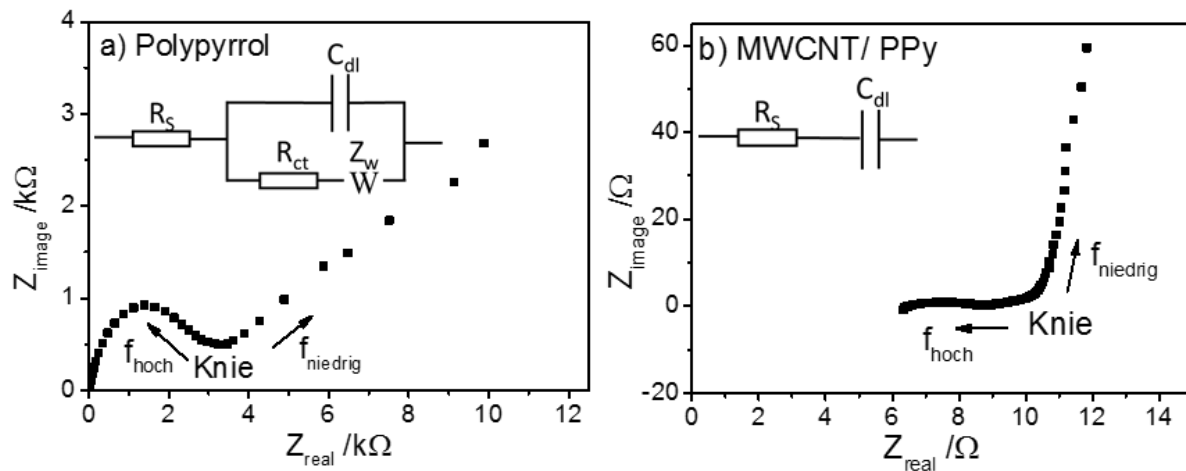 a) Polypyrrol
C_dl
R_S
R_ct
Z_w
W
4
3
2
1
0
Z_image /kΩ
f_hoch
Knie
f_niedrig
0 2 4 6 8 10 12
Z_real /kΩ
b) MWCNT/ PPy
R_S
C_dl
60
40
20
0
-20
Z_image /Ω
f_niedrig
Knie
f_hoch
0 2 4 6 8 10 12 14
Z_real /Ω